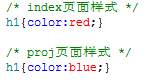 /* index页面样式 */
h1{color:red;}
/* proj页面样式 */
h1{color:blue;}